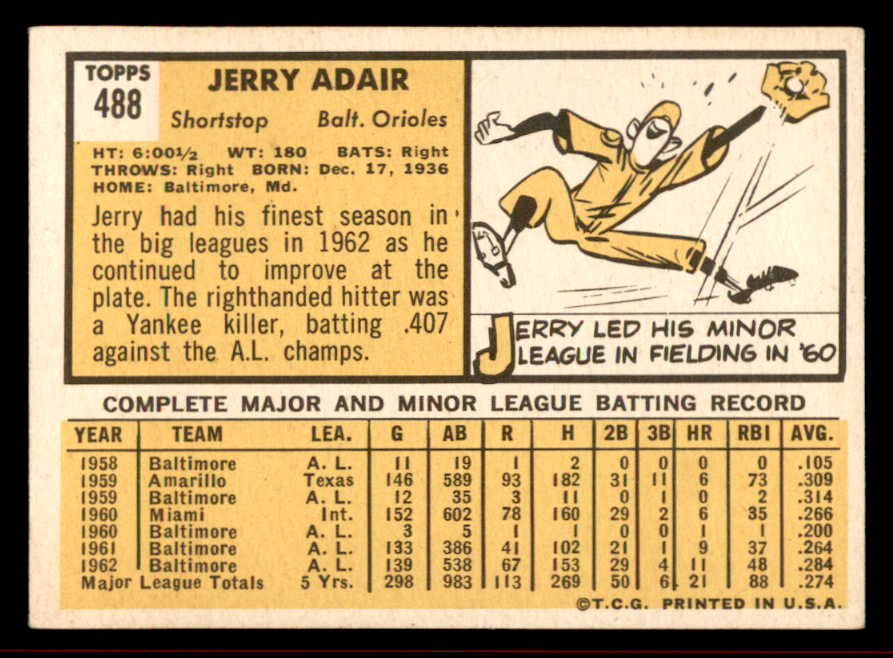 TOPPS
488
JERRY ADAIR
Shortstop Balt. Orioles
HT: 6:00½ WT: 180 BATS: Right
THROWS: Right BORN: Dec. 17, 1936
HOME: Baltimore, Md.
Jerry had his finest season in
the big leagues in 1962 as he
continued to improve at the
plate. The righthanded hitter was
a Yankee killer, batting .407
against the A.L. champs.
JERRY LED HIS MINOR
LEAGUE IN FIELDING IN '60
COMPLETE MAJOR AND MINOR LEAGUE BATTING RECORD
YEAR TEAM LEA. G AB R H 2B 3B HR RBI AVG.
1958 Baltimore A. L. 11 19 1 2 0 0 0 0 .105
1959 Amarillo Texas 146 589 93 182 31 11 6 73 .309
1959 Baltimore A. L. 12 35 3 11 0 1 0 2 .314
1960 Miami Int. 152 602 78 160 29 2 6 35 .266
1960 Baltimore A. L. 3 5 1 1 0 0 1 1 .200
1961 Baltimore A. L. 133 386 41 102 21 1 9 37 .264
1962 Baltimore A. L. 139 538 67 153 29 4 11 48 .284
Major League Totals 5 Yrs. 298 983 113 269 50 6 21 88 .274
©T.C.G. PRINTED IN U.S.A.